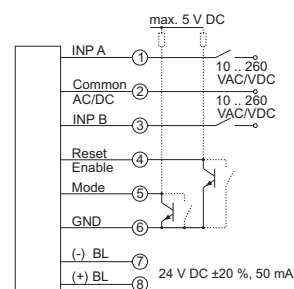 max. 5 V DC
INP A
1
10 .. 260
VAC/VDC
Common
AC/DC
2
10 .. 260
VAC/VDC
INP B
3
Reset
Enable
4
Mode
5
GND
6
(-) BL
7
24 V DC ±20 %, 50 mA
(+) BL
8